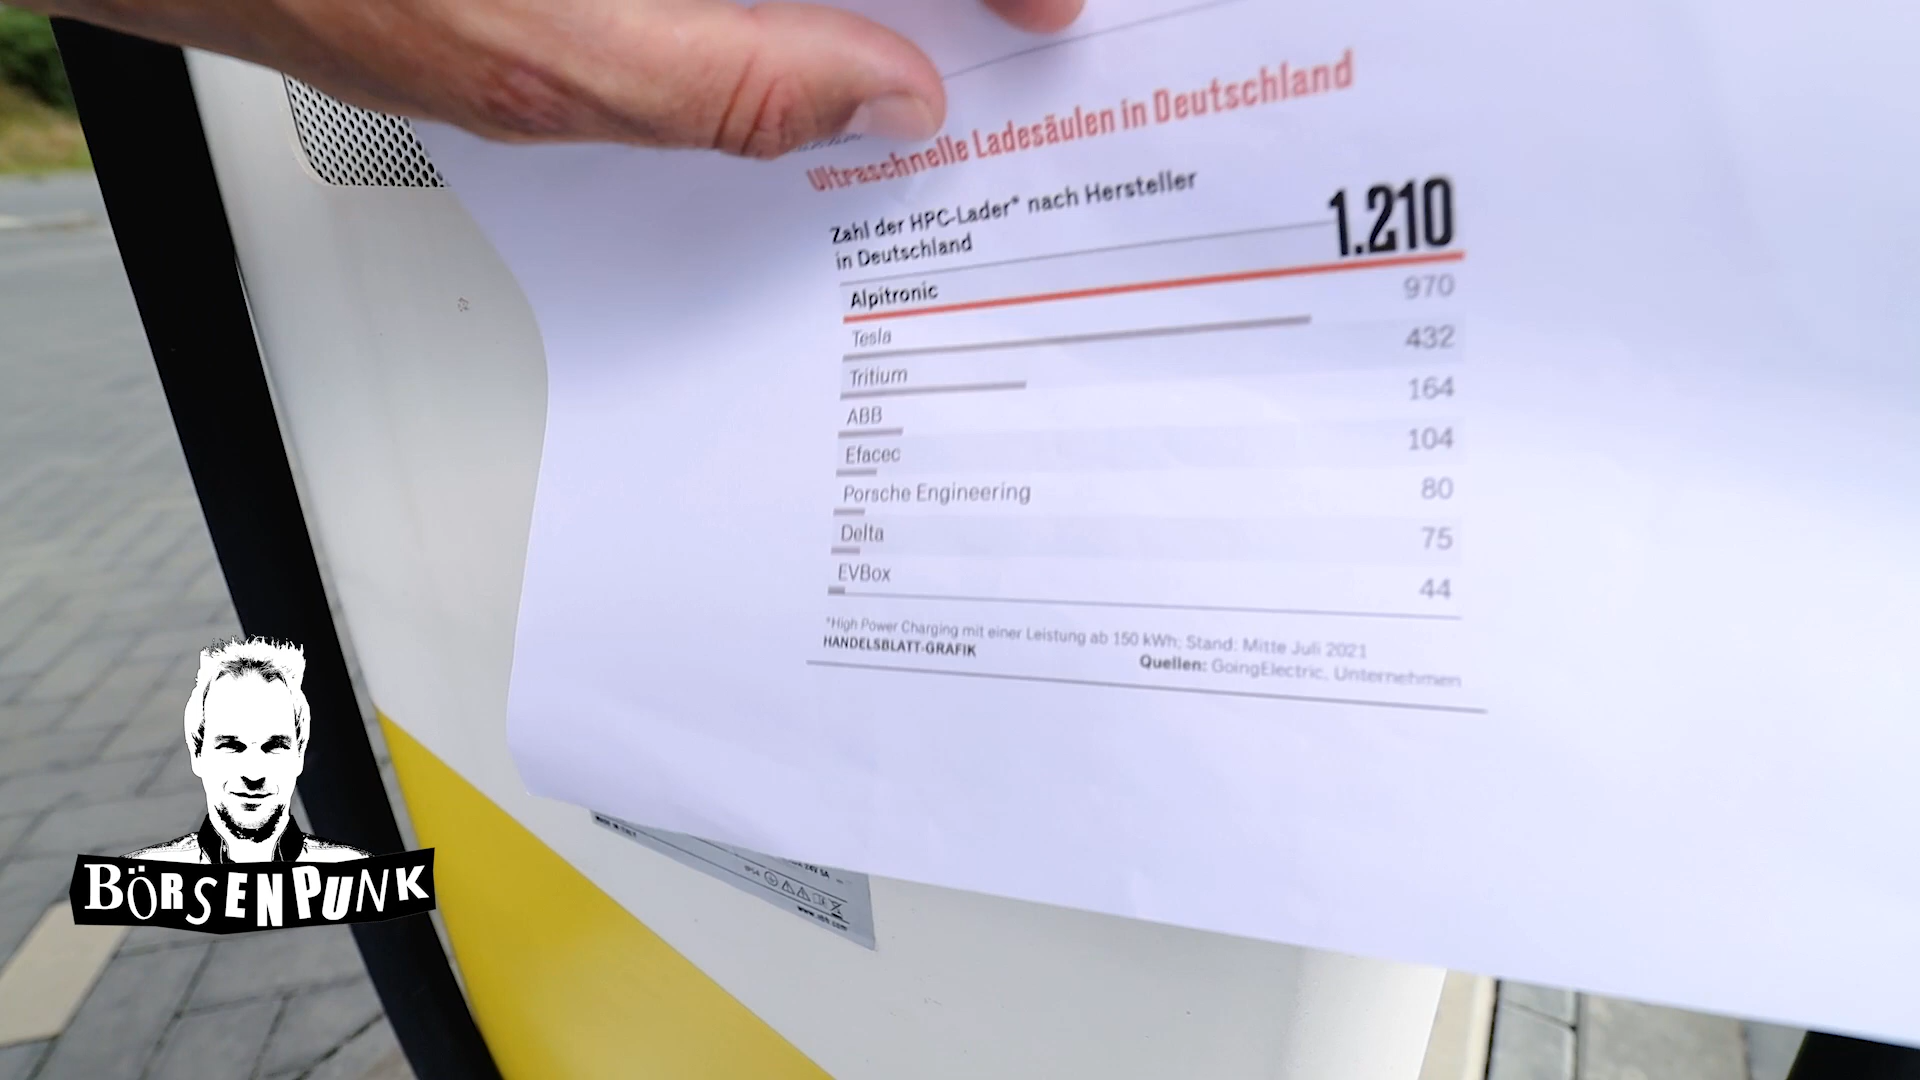 Ultraschnelle Ladesäulen in Deutschland
Zahl der HPC-Lader* nach Hersteller
in Deutschland
Alpitronic 1.210
Tesla 970
Tritium 432
ABB 164
Efacec 104
Porsche Engineering 80
Delta 75
EVBox 44
*High Power Charging mit einer Leistung ab 150 kWh; Stand: Mitte Juli 2021
HANDELSBLATT-GRAFIK
Quellen: GoingElectric, Unternehmen
BÖRSENPUNK